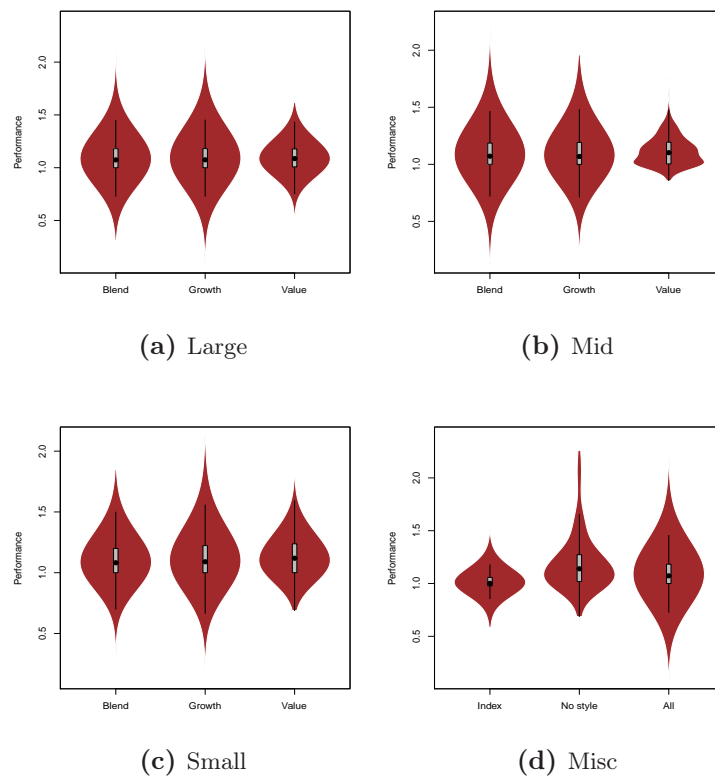 Performance
2.0
1.5
1.0
0.5
Blend Growth Value
(a) Large
Performance
2.0
1.5
1.0
0.5
Blend Growth Value
(b) Mid
Performance
2.0
1.5
1.0
0.5
Blend Growth Value
(c) Small
Performance
2.0
1.5
1.0
0.5
Index No style All
(d) Misc